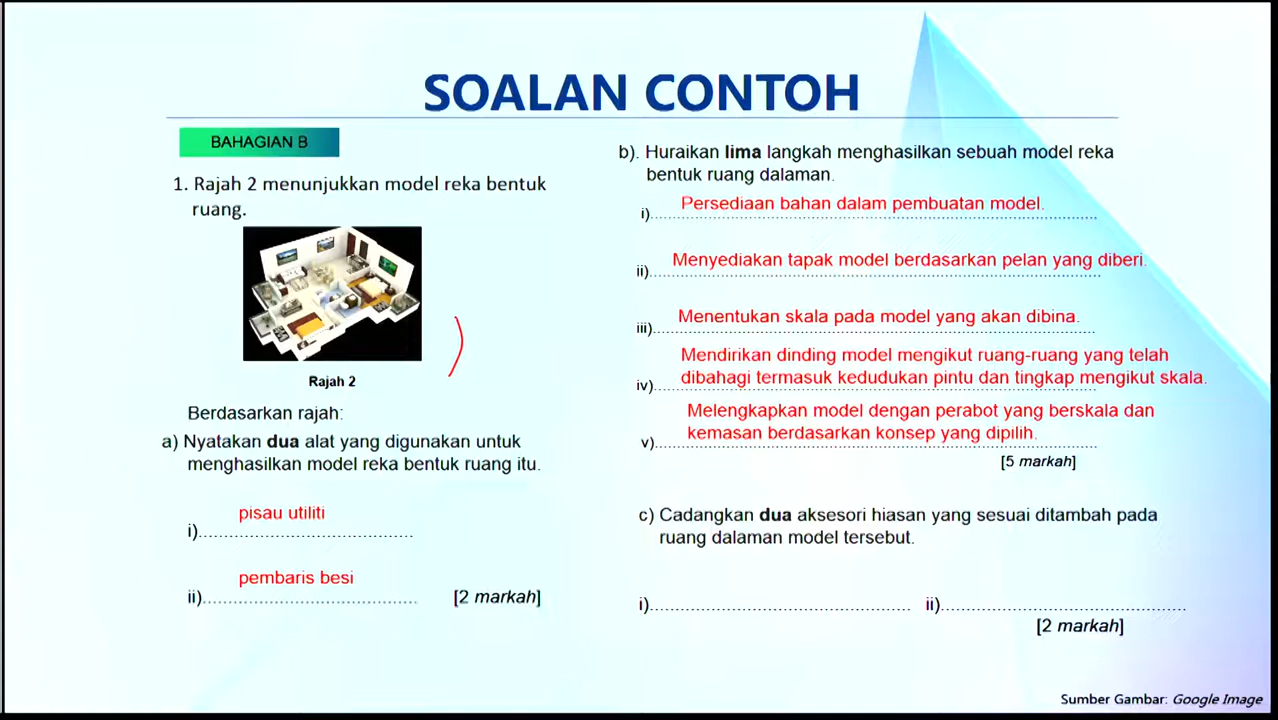 SOALAN CONTOH
BAHAGIAN B
1. Rajah 2 menunjukkan model reka bentuk
ruang.
Rajah 2
Berdasarkan rajah:
a) Nyatakan dua alat yang digunakan untuk
menghasilkan model reka bentuk ruang itu.
pisau utiliti
i)..........................................
pembaris besi
ii).......................................... [2 markah]
b). Huraikan lima langkah menghasilkan sebuah model reka
bentuk ruang dalaman.
Persediaan bahan dalam pembuatan model.
i)..........................................
Menyediakan tapak model berdasarkan pelan yang diberi.
ii)..........................................
Menentukan skala pada model yang akan dibina.
iii)..........................................
Mendirikan dinding model mengikut ruang-ruang yang telah
dibahagi termasuk kedudukan pintu dan tingkap mengikut skala.
iv)..........................................
Melengkapkan model dengan perabot yang berskala dan
kemasan berdasarkan konsep yang dipilih.
v)..........................................
[5 markah]
c) Cadangkan dua aksesori hiasan yang sesuai ditambah pada
ruang dalaman model tersebut.
i).......................................... ii)..........................................
[2 markah]
Sumber Gambar: Google Image